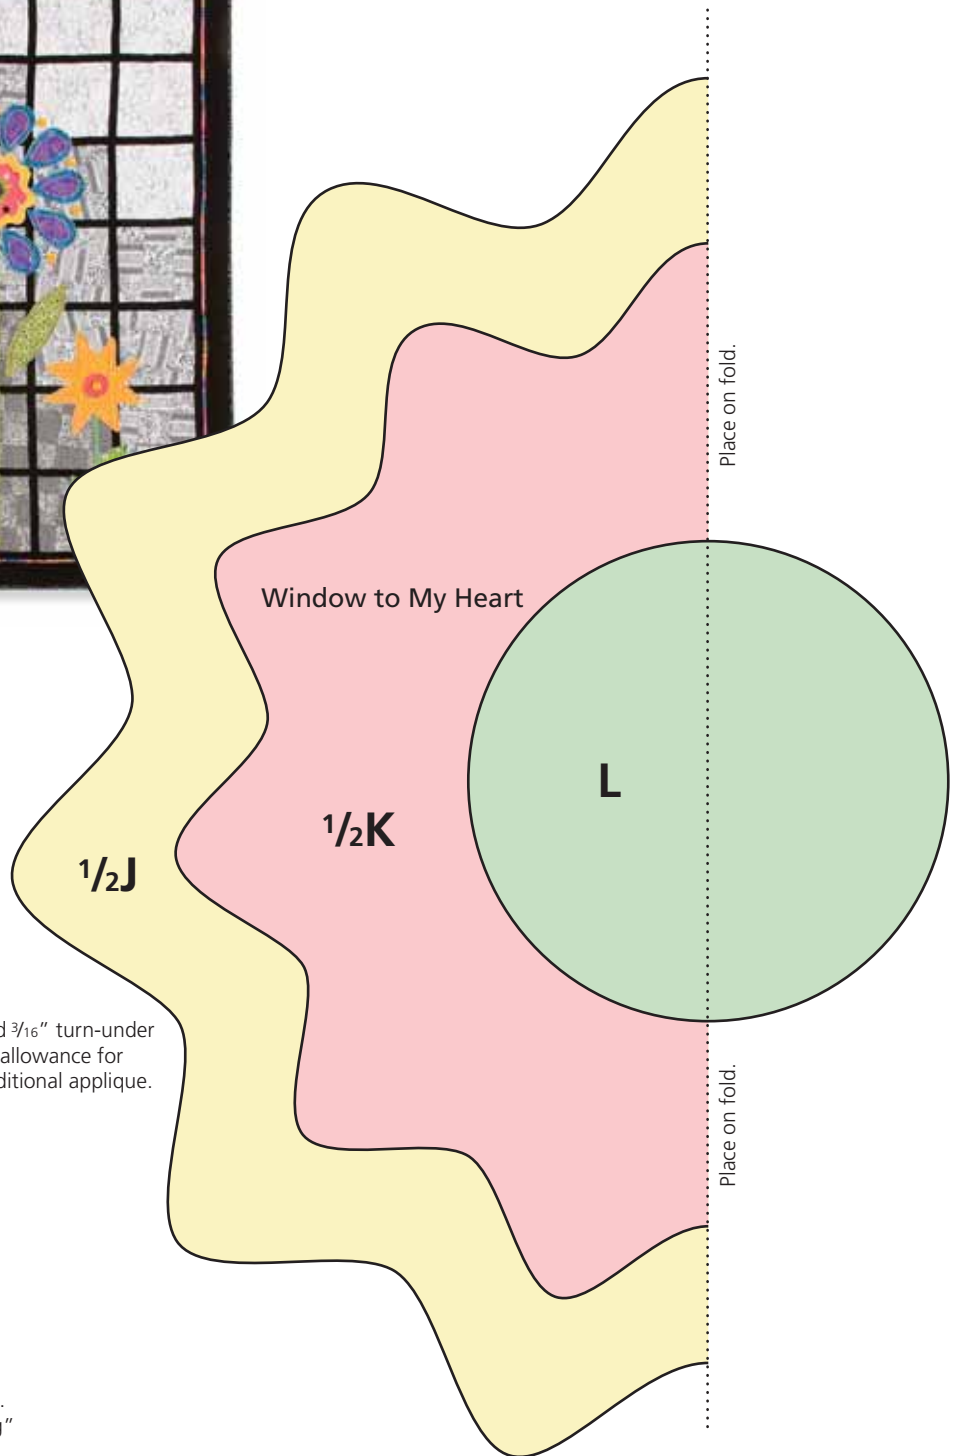 Place on fold.
Window to My Heart
L
1/2K
1/2J
3/16” turn-under
allowance for
applique.
Place on fold.